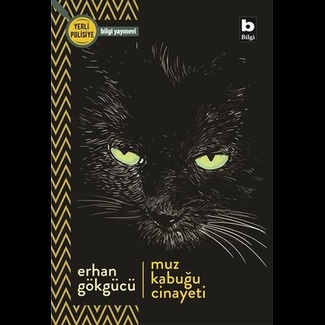 YERLİ
POLİSİYE
bilgi yayınevi
b
Bilgi
erhan
gökgücü
muz
kabuğu
cinayeti